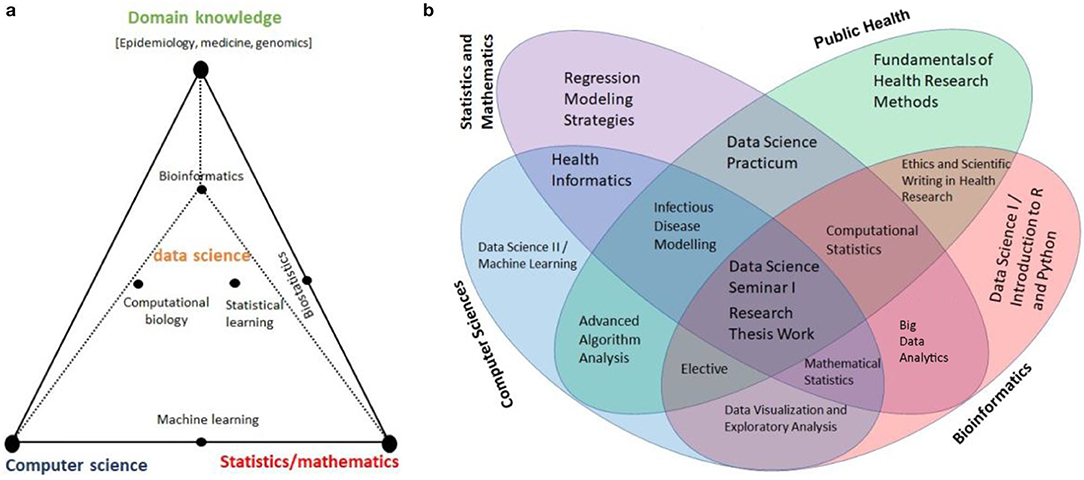 a
Domain knowledge
[Epidemiology, medicine, genomics]
Bioinformatics
data science
Biostatistics
Computational
biology
Statistical
learning
Machine learning
Computer science
Statistics/mathematics
b
Statistics and
Mathematics
Public Health
Computer Sciences
Bioinformatics
Regression
Modeling
Strategies
Fundamentals of
Health Research
Methods
Data Science
Practicum
Health
Informatics
Ethics and Scientific
Writing in Health
Research
Data Science I /
Introduction to R
and Python
Infectious
Disease
Modelling
Computational
Statistics
Data Science II /
Machine Learning
Data Science
Seminar I
Research
Thesis Work
Advanced
Algorithm
Analysis
Big
Data
Analytics
Elective
Mathematical
Statistics
Data Visualization and
Exploratory Analysis